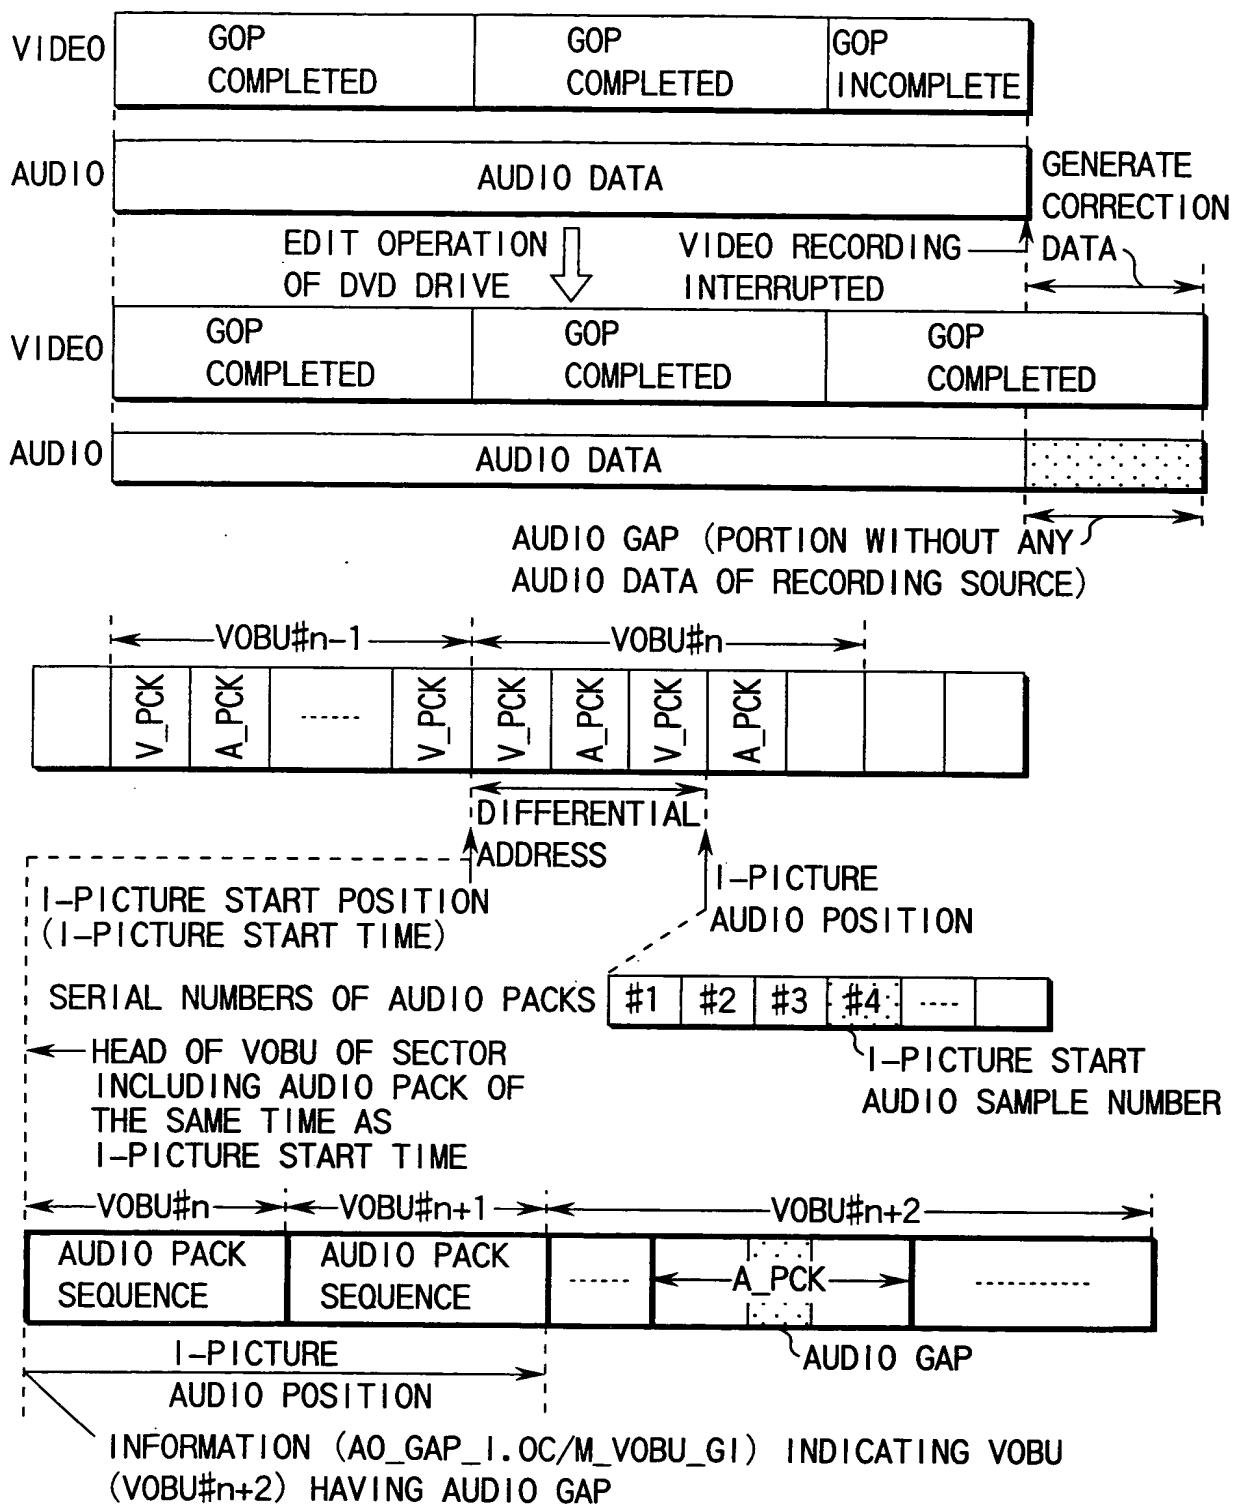 VIDEO
GOP
COMPLETED
GOP
COMPLETED
GOP
INCOMPLETE
AUDIO
AUDIO DATA
GENERATE
CORRECTION
DATA
EDIT OPERATION
OF DVD DRIVE
VIDEO RECORDING
INTERRUPTED
VIDEO
GOP
COMPLETED
GOP
COMPLETED
GOP
COMPLETED
AUDIO
AUDIO DATA
AUDIO GAP (PORTION WITHOUT ANY
AUDIO DATA OF RECORDING SOURCE)
VOBU#n-1
VOBU#n
V_PCK
A_PCK
------
V_PCK
V_PCK
A_PCK
V_PCK
A_PCK
DIFFERENTIAL
ADDRESS
I-PICTURE START POSITION
(I-PICTURE START TIME)
I-PICTURE
AUDIO POSITION
SERIAL NUMBERS OF AUDIO PACKS
#1
#2
#3
#4
----
I-PICTURE START
AUDIO SAMPLE NUMBER
HEAD OF VOBU OF SECTOR
INCLUDING AUDIO PACK OF
THE SAME TIME AS
I-PICTURE START TIME
VOBU#n
VOBU#n+1
VOBU#n+2
AUDIO PACK
SEQUENCE
AUDIO PACK
SEQUENCE
------
A_PCK
-----------
AUDIO GAP
I-PICTURE
AUDIO POSITION
INFORMATION (AO_GAP_I.OC/M_VOBU_GI) INDICATING VOBU
(VOBU#n+2) HAVING AUDIO GAP